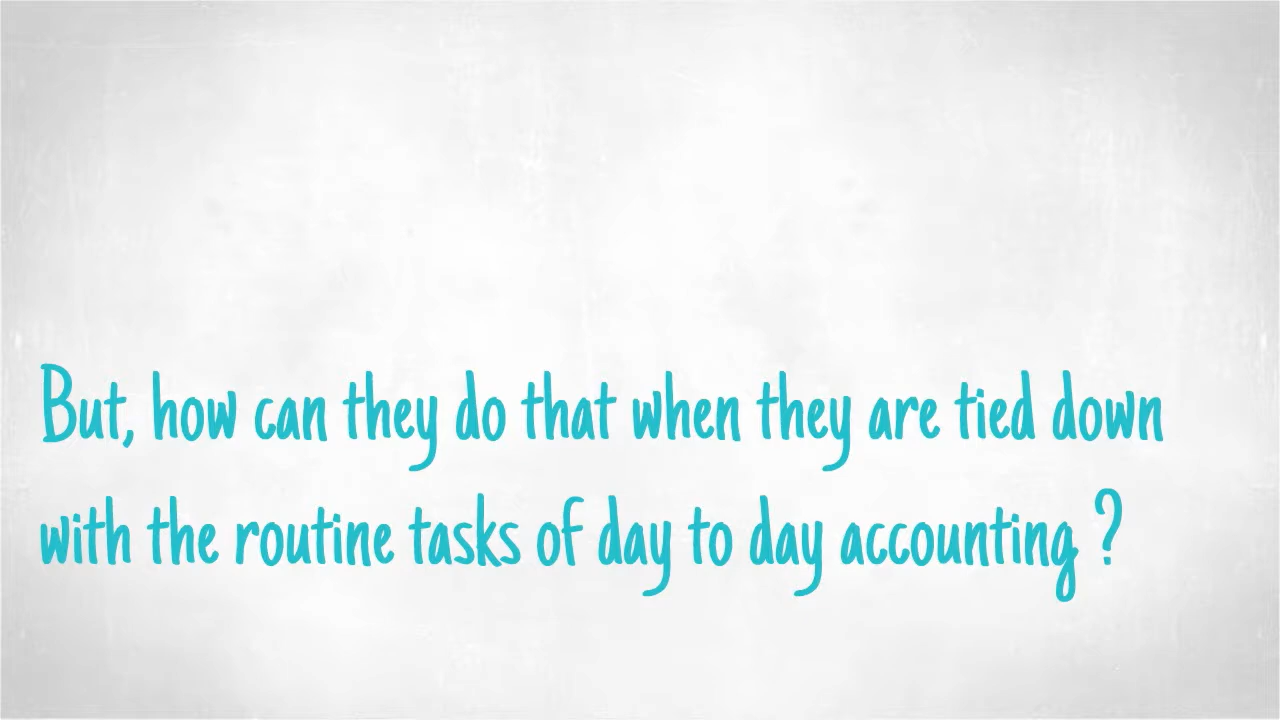 But, how can they do that when they are tied down
with the routine tasks of day to day accounting ?